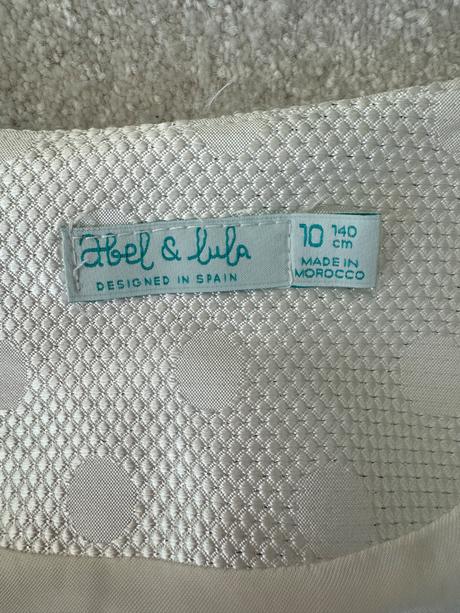 Abel & lula
DESIGNED IN SPAIN
10 140 cm
MADE IN
MOROCCO